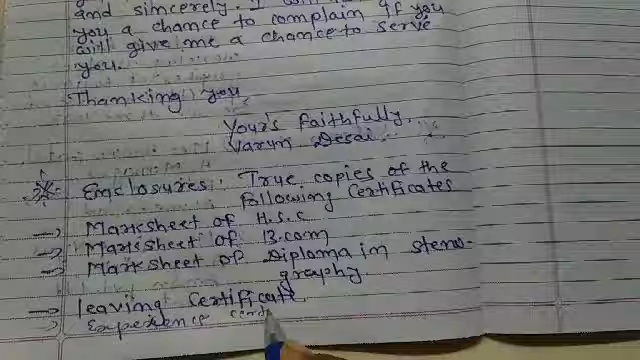 and sincerely. I
you a chance to complain if you
will give me a chance to serve
you.
Thanking you
Your's faithfully,
Varun Desai.
Enclosures: True copies of the
following certificates
→ Marksheet of H.S.C
→ Marksheet of B.com
→ Marksheet of Diploma in steno-
graphy.
→ leaving certificate.
Experience